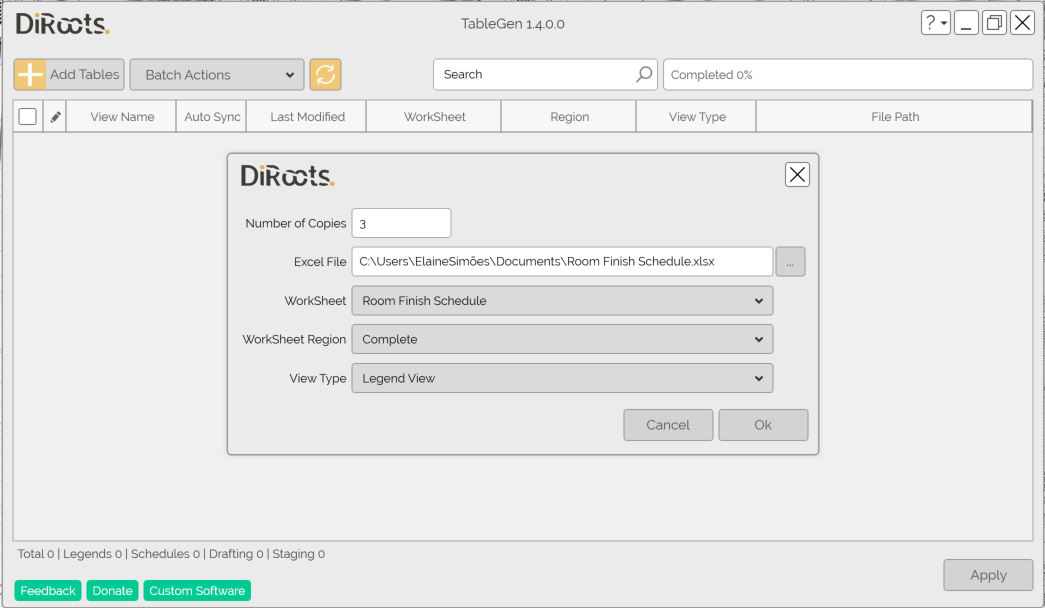 DiRoots.
TableGen 1.4.0.0
?
Add Tables
Batch Actions
Search
Completed 0%
View Name
Auto Sync
Last Modified
WorkSheet
Region
View Type
File Path
DiRoots.
Number of Copies 3
Excel File C:\Users\ElaineSimões\Documents\Room Finish Schedule.xlsx ...
WorkSheet Room Finish Schedule
WorkSheet Region Complete
View Type Legend View
Cancel Ok
Total 0 | Legends 0 | Schedules 0 | Drafting 0 | Staging 0
Apply
Feedback Donate Custom Software